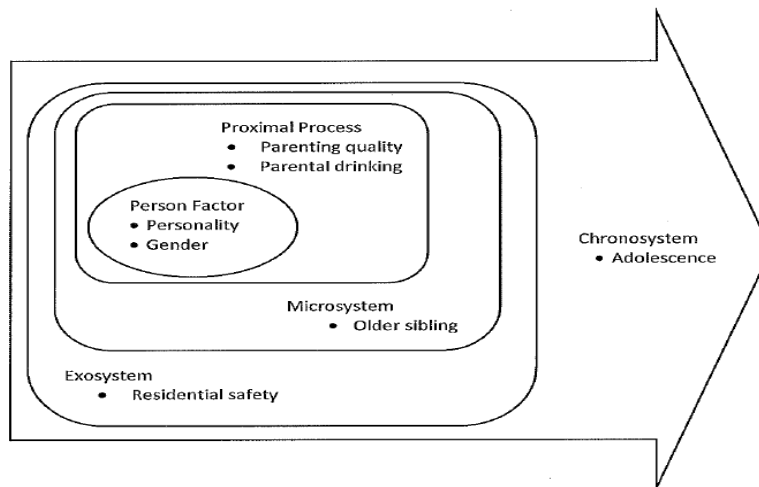 Proximal Process
• Parenting quality
• Parental drinking
Person Factor
• Personality
• Gender
Chronosystem
• Adolescence
Microsystem
• Older sibling
Exosystem
• Residential safety